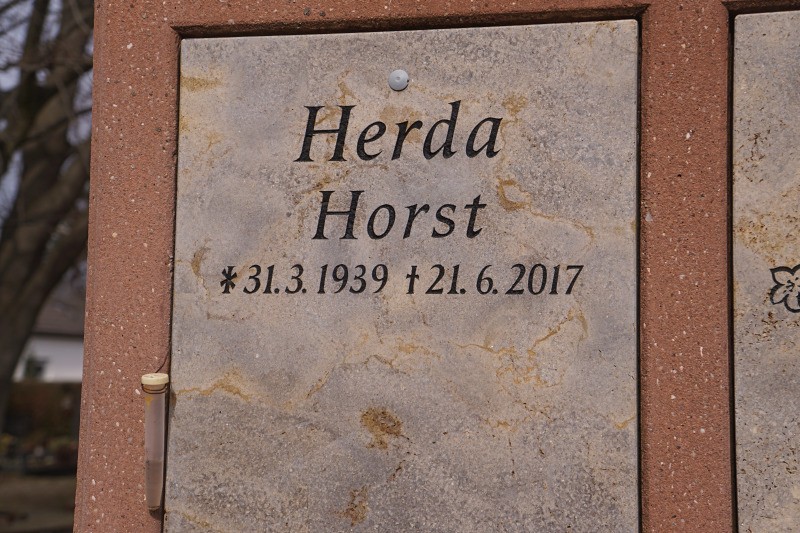 Herda
Horst
* 31.3.1939 † 21.6.2017